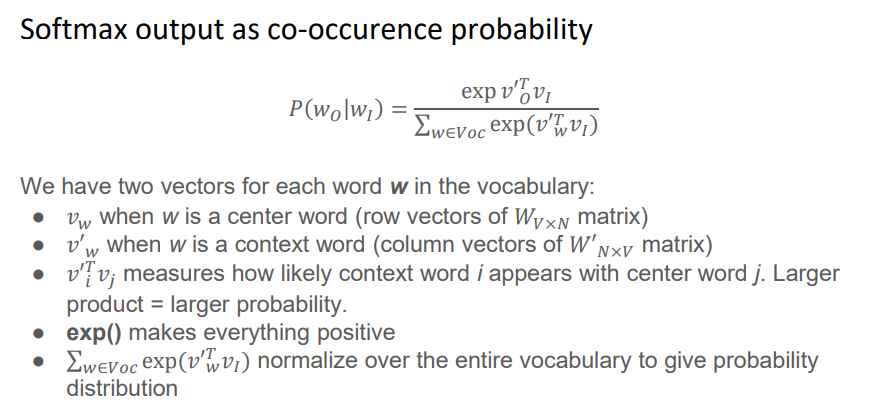 Softmax output as co-occurence probability
P(w_O|w_I) = \frac{exp v'^T_O v_I}{\sum_{w∈Voc} exp(v'^T_w v_I)}
We have two vectors for each word w in the vocabulary:
● v_w when w is a center word (row vectors of W_{V×N} matrix)
● v'_w when w is a context word (column vectors of W'_{N×V} matrix)
● v'^T_i v_j measures how likely context word i appears with center word j. Larger
product = larger probability.
● exp() makes everything positive
● \sum_{w∈Voc} exp(v'^T_w v_I) normalize over the entire vocabulary to give probability
distribution